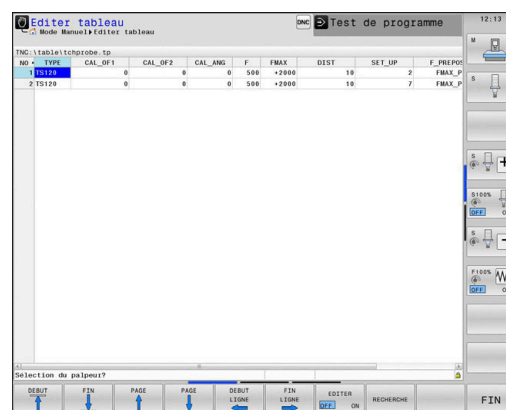 Editer tableau
Mode Manuel Editer tableau
DNC
Test de programme
12:13
TNC:\table\tchprobe.tp
NO TYPE CAL_OF1 CAL_OF2 CAL_ANG F FMAX DIST SET_UP F_PREPOS
1 TS120 0 0 0 500 +2000 10 2 FMAX_P
2 TS120 0 0 0 500 +2000 10 7 FMAX_P
M
S
S
S100%
OFF
S
F100%
OFF
Sélection du palpeur?
DEBUT
FIN
PAGE
PAGE
DEBUT LIGNE
FIN LIGNE
EDITER
OFF ON
RECHERCHE
FIN